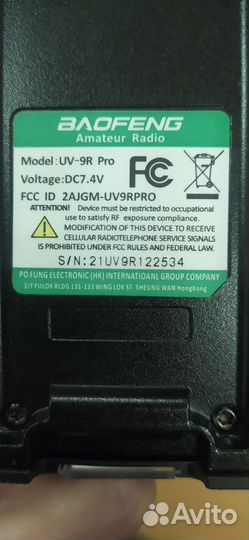 BAOFENG
Amateur Radio
Model: UV-9R Pro
Voltage: DC7.4V
FCC ID 2AJGM-UV9RPRO
FC
ATTENTION! Device must be restricted to occupational
use to satisfy RF exposure compliance.
MODIFICATION OF THIS DEVICE TO RECEIVE
CELLULAR RADIOTELEPHONE SERVICE SIGNALS
IS PROHIBITED UNDER FCC RULES AND FEDERAL LAW.
S/N: 21UV9R122534
PO FUNG ELECTRONIC (HK) INTERNATIOANL GROUP COMPANY
3/F FULOK BLDG 131-133 WING LOK ST SHEUNG WAN HongKong
Avito